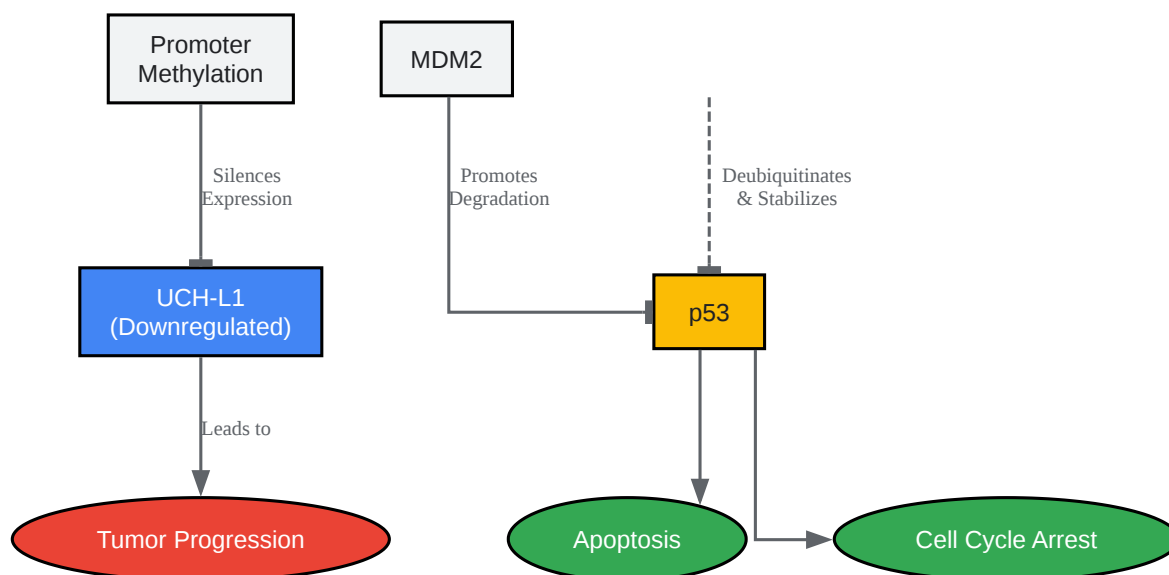 Promoter
Methylation
MDM2
Silences
Expression
Promotes
Degradation
Deubiquitinates
& Stabilizes
UCH-L1
(Downregulated)
p53
Leads to
Tumor Progression
Apoptosis
Cell Cycle Arrest